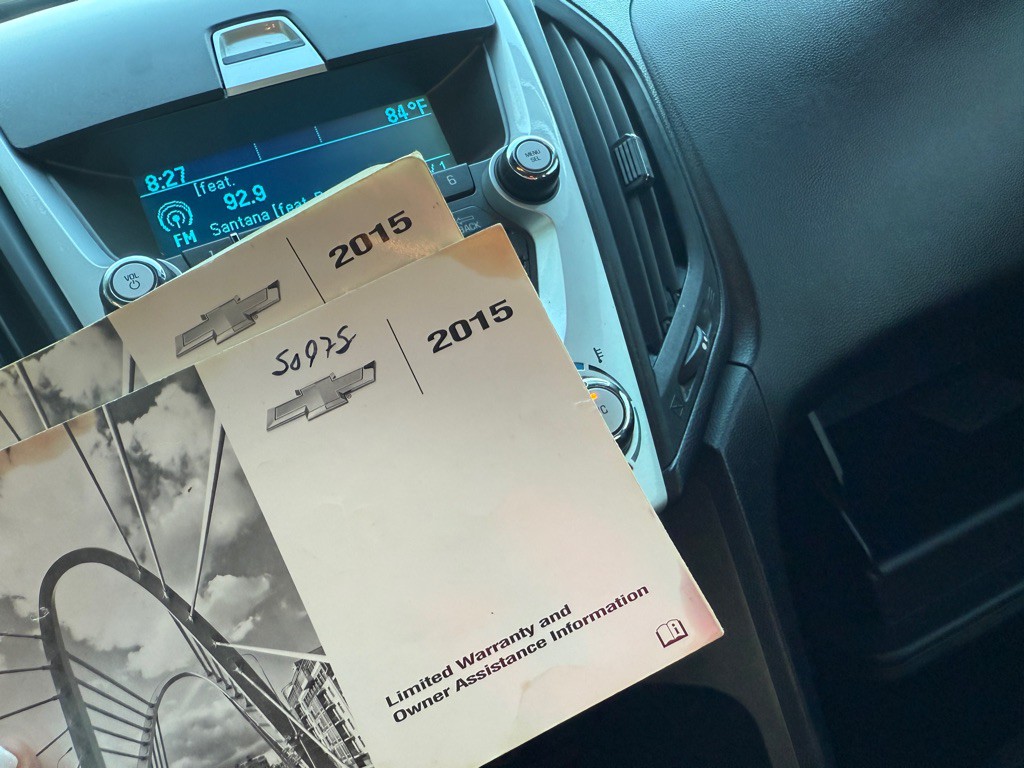 84°F
8:27
[feat.
92.9
Santana [feat.
FM
6
MENU
SEL
BACK
VOL
2015
2015
50975
C
Limited Warranty and
Owner Assistance Information